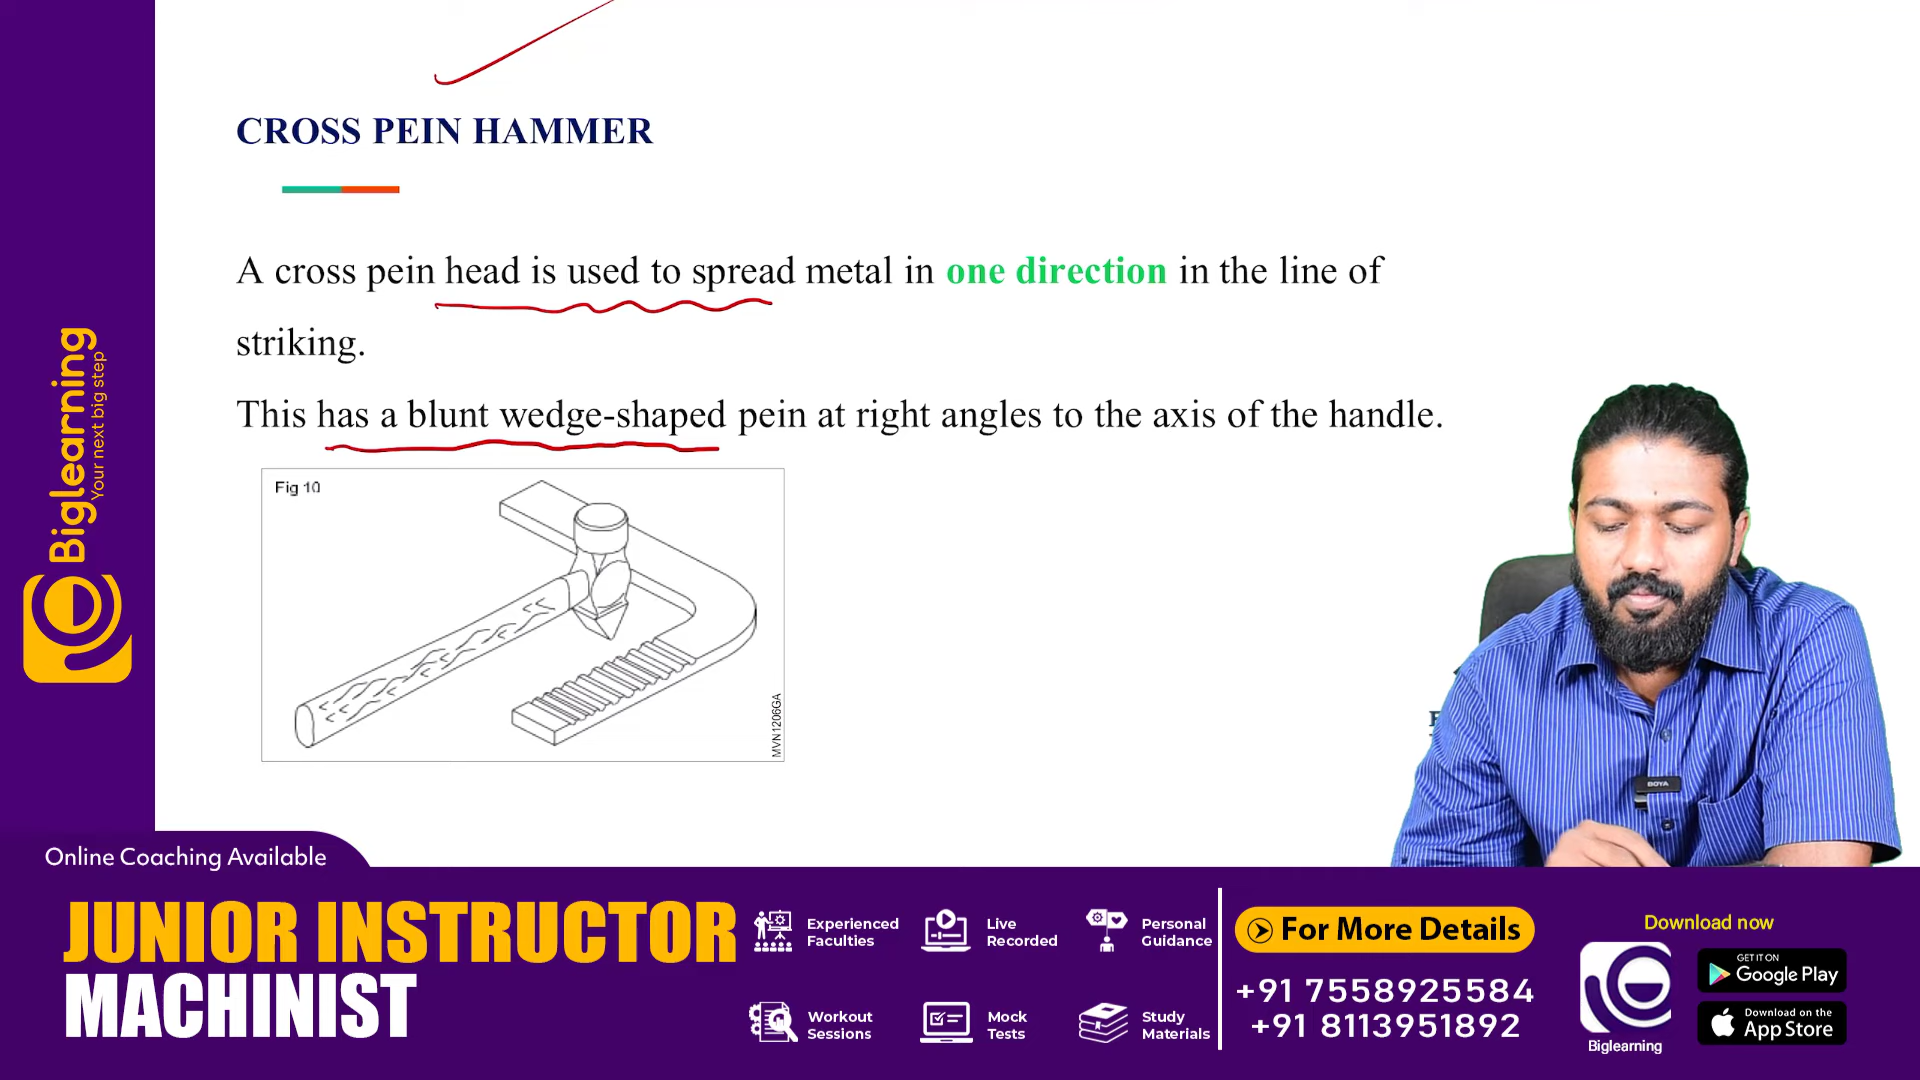 CROSS PEIN HAMMER
A cross pein head is used to spread metal in one direction in the line of
striking.
This has a blunt wedge-shaped pein at right angles to the axis of the handle.
Fig 10
MVN1206GA
Biglearning
Your next big step
BOYA
Online Coaching Available
JUNIOR INSTRUCTOR
MACHINIST
Experienced
Faculties
Live
Recorded
Personal
Guidance
Workout
Sessions
Mock
Tests
Study
Materials
For More Details
+91 7558925584
+91 8113951892
Download now
Biglearning
GET IT ON
Google Play
Download on the
App Store